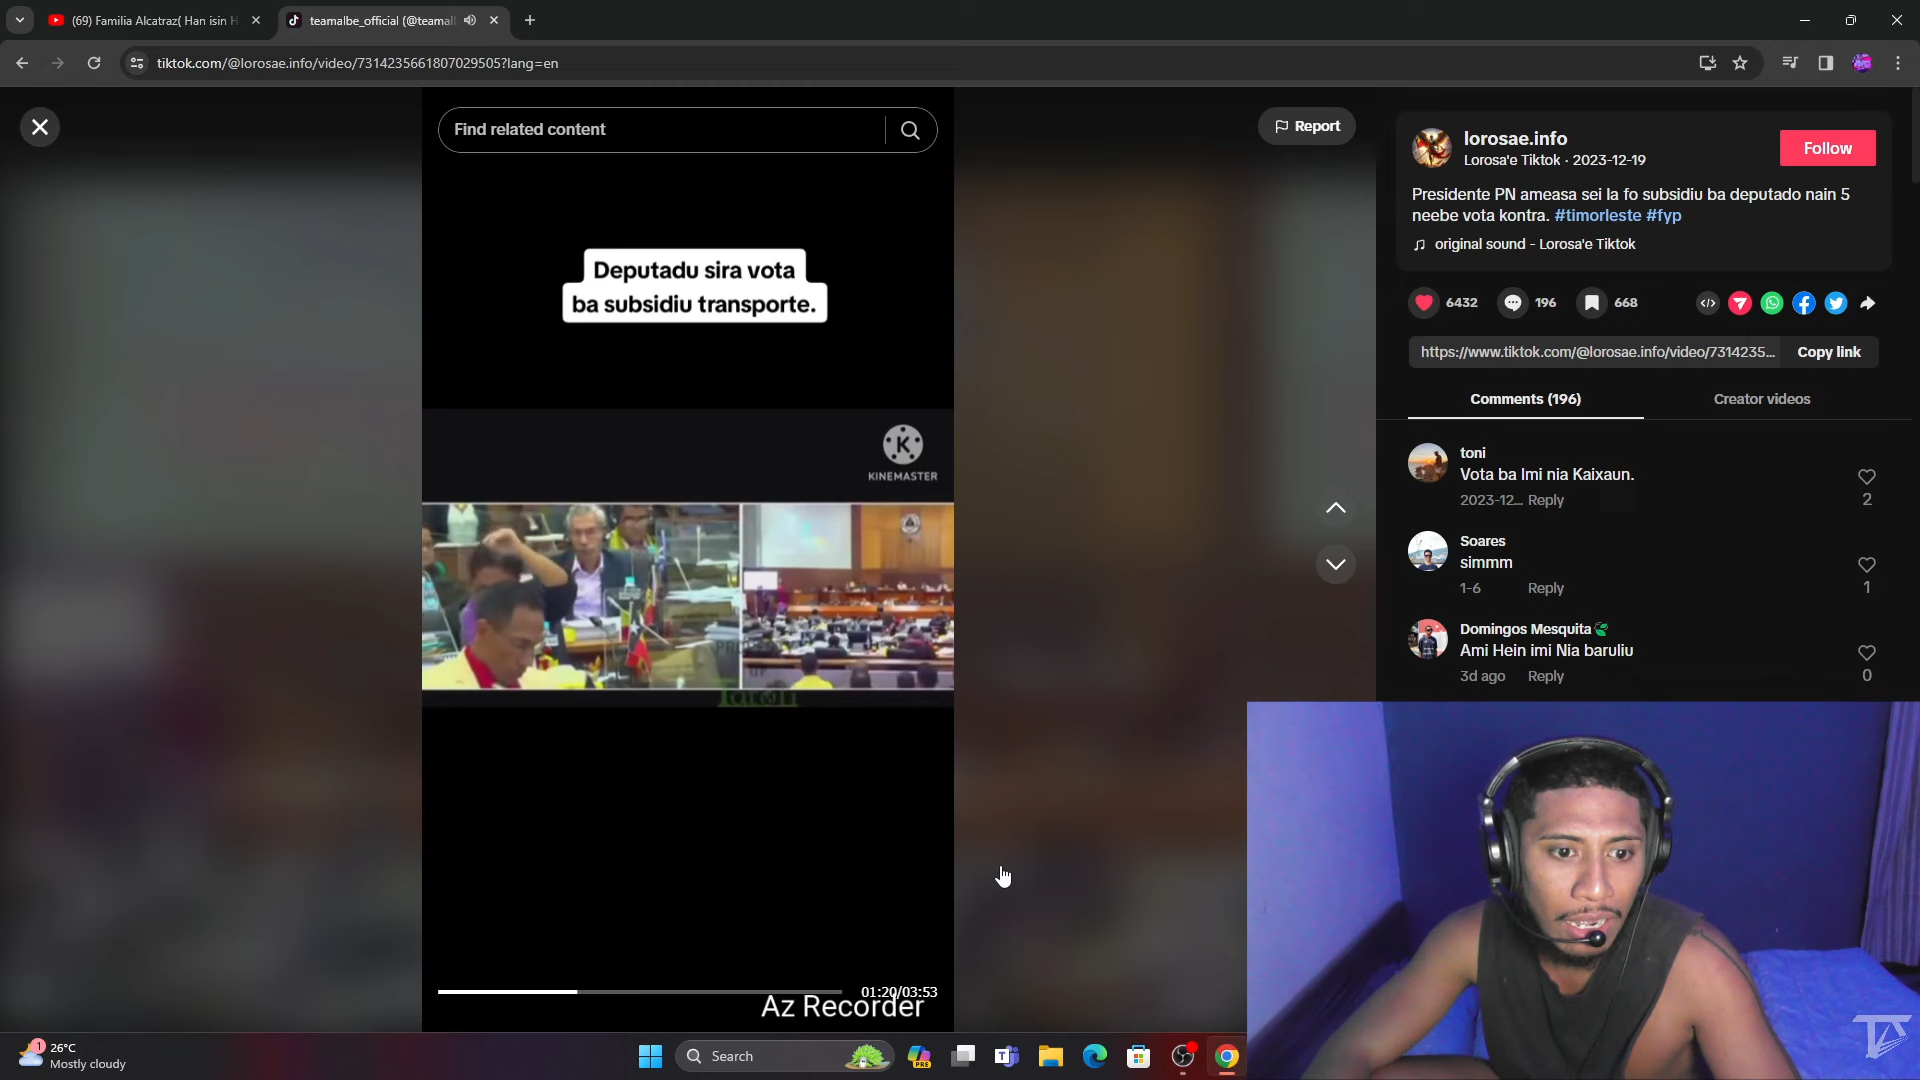 (69) Familia Alcatraz( Han isin H
teamalbe_official (@teamall
tiktok.com/@lorosae.info/video/7314235661807029505?lang=en
Find related content
Report
Deputadu sira vota
ba subsidiu transporte.
KINEMASTER
01:20/03:53
Az Recorder
lorosae.info
Lorosa'e Tiktok · 2023-12-19
Follow
Presidente PN ameasa sei la fo subsidiu ba deputado nain 5
neebe vota kontra. #timorleste #fyp
original sound - Lorosa'e Tiktok
6432
196
668
https://www.tiktok.com/@lorosae.info/video/7314235...
Copy link
Comments (196)
Creator videos
toni
Vota ba Imi nia Kaixaun.
2023-12... Reply
2
Soares
simmm
1-6 Reply
1
Domingos Mesquita
Ami Hein imi Nia baruliu
3d ago Reply
0
1
26°C
Mostly cloudy
Search
PRE